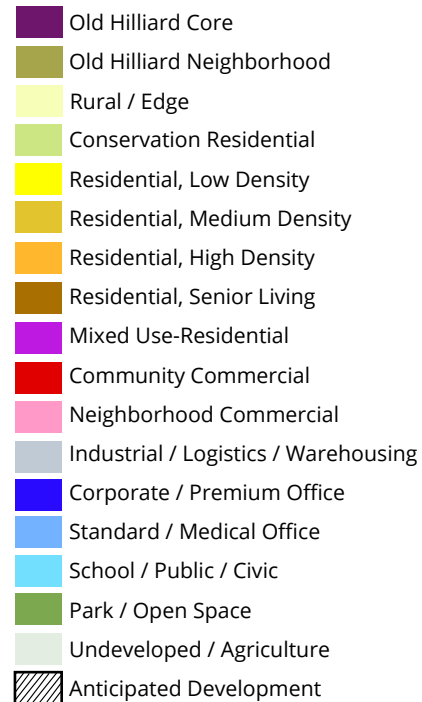 Old Hilliard Core
Old Hilliard Neighborhood
Rural / Edge
Conservation Residential
Residential, Low Density
Residential, Medium Density
Residential, High Density
Residential, Senior Living
Mixed Use-Residential
Community Commercial
Neighborhood Commercial
Industrial / Logistics / Warehousing
Corporate / Premium Office
Standard / Medical Office
School / Public / Civic
Park / Open Space
Undeveloped / Agriculture
Anticipated Development